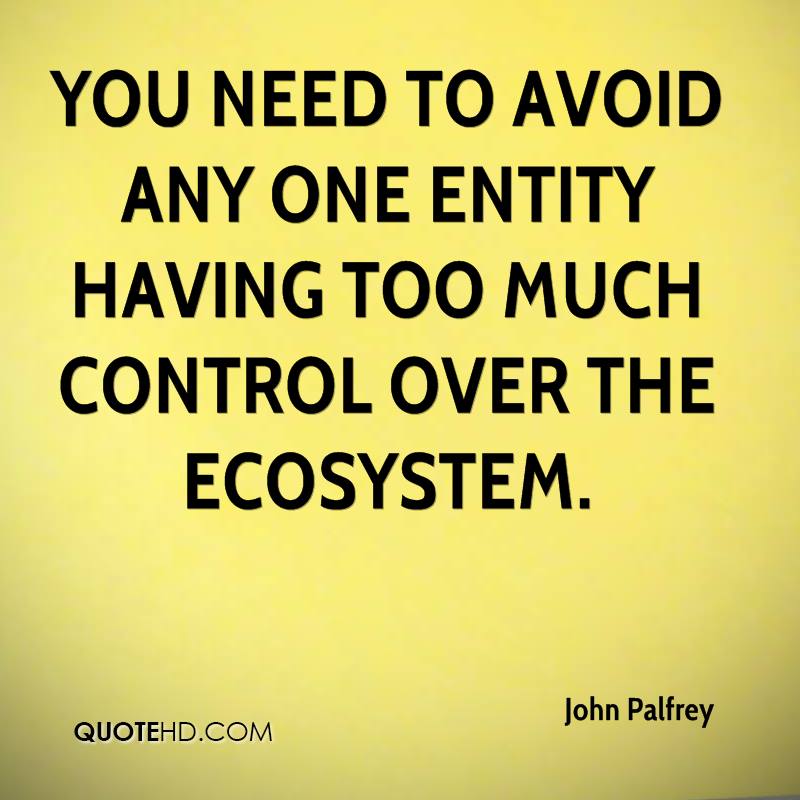 YOU NEED TO AVOID
ANY ONE ENTITY
HAVING TOO MUCH
CONTROL OVER THE
ECOSYSTEM.
John Palfrey
QUOTEHD.COM